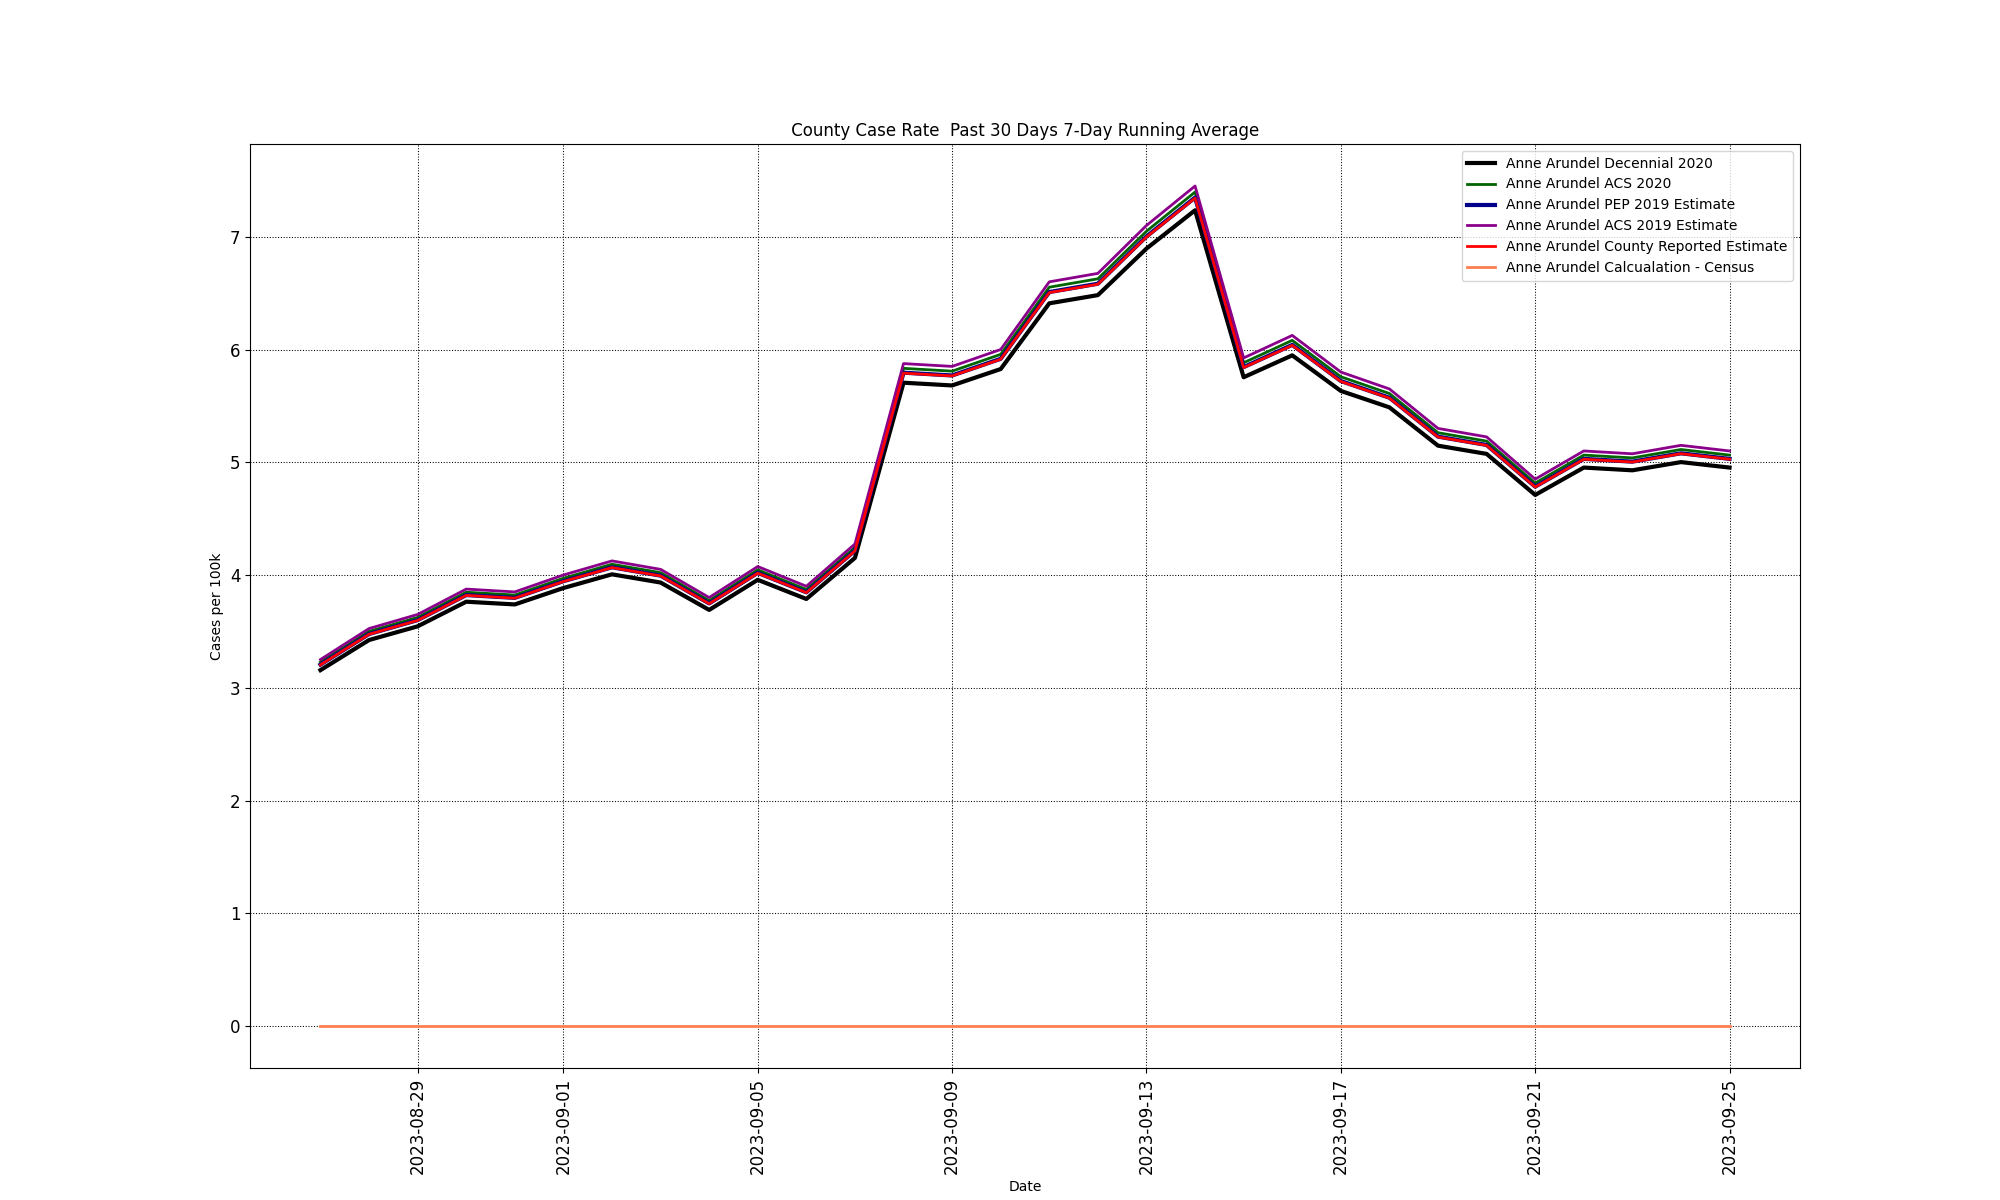 County Case Rate  Past 30 Days 7-Day Running Average
Anne Arundel Decennial 2020
Anne Arundel ACS 2020
Anne Arundel PEP 2019 Estimate
Anne Arundel ACS 2019 Estimate
Anne Arundel County Reported Estimate
Anne Arundel Calcualation - Census
Cases per 100k
7
6
5
4
3
2
1
0
2023-08-29
2023-09-01
2023-09-05
2023-09-09
2023-09-13
2023-09-17
2023-09-21
2023-09-25
Date